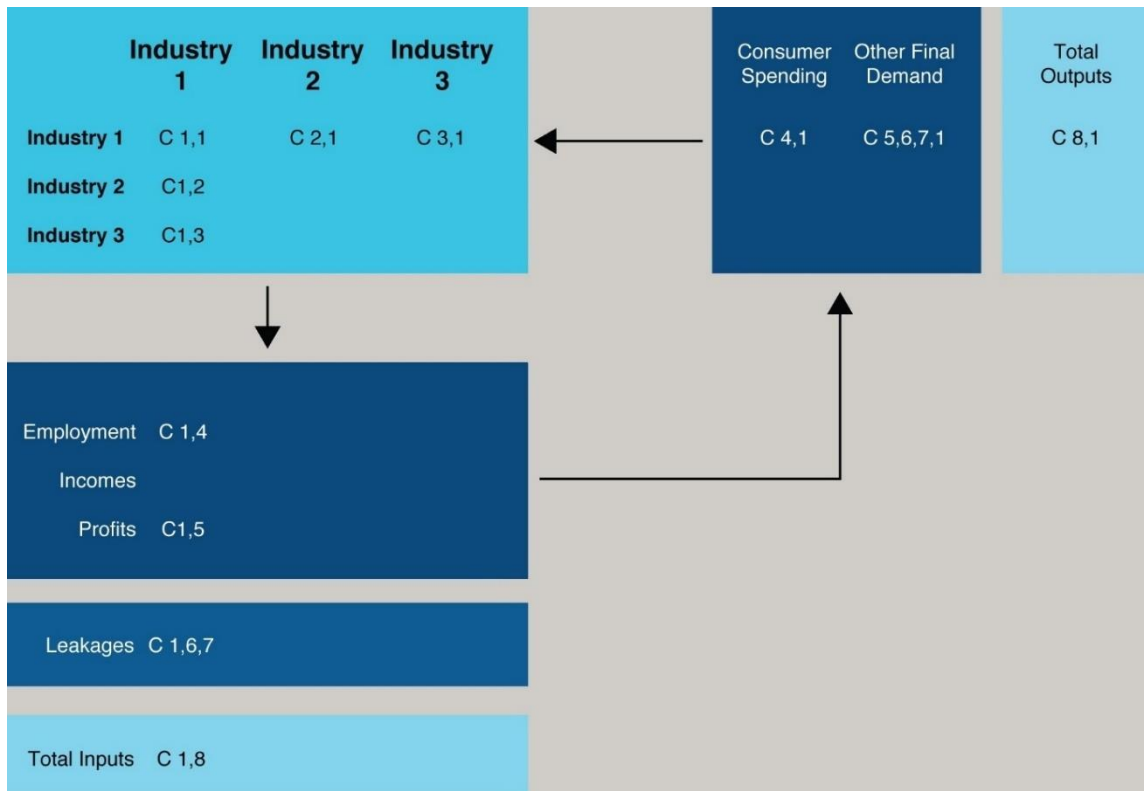 Industry 1 Industry 2 Industry 3
Industry 1 C 1,1 C 2,1 C 3,1
Industry 2 C1,2
Industry 3 C1,3
Consumer Spending Other Final Demand
C 4,1 C 5,6,7,1
Total Outputs
C 8,1
Employment C 1,4
Incomes
Profits C1,5
Leakages C 1,6,7
Total Inputs C 1,8